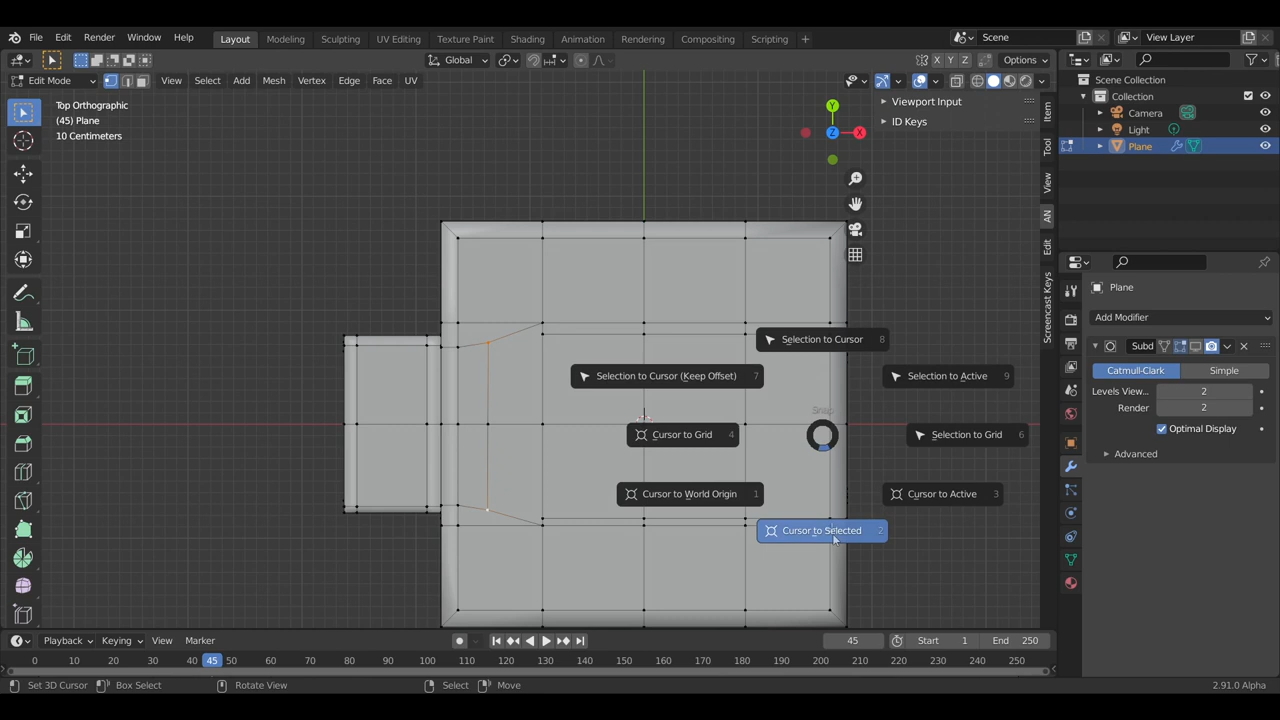 File Edit Render Window Help Layout Modeling Sculpting UV Editing Texture Paint Shading Animation Rendering Compositing Scripting + Scene View Layer
Global X Y Z Options
Edit Mode View Select Add Mesh Vertex Edge Face UV
Top Orthographic
(45) Plane
10 Centimeters
Y
Z X
Viewport Input
ID Keys
Item
Tool
View
AN
Edit
Screencast Keys
Selection to Cursor 8
Selection to Cursor (Keep Offset) 7
Selection to Active 9
Snap
Cursor to Grid 4
Selection to Grid 6
Cursor to World Origin 1
Cursor to Active 3
Cursor to Selected 2
Scene Collection
Collection
Camera
Light
Plane
Plane
Add Modifier
Subd
Catmull-Clark Simple
Levels View... 2
Render 2
Optimal Display
Advanced
Playback Keying View Marker 45 Start 1 End 250
0 10 20 30 40 45 50 60 70 80 90 100 110 120 130 140 150 160 170 180 190 200 210 220 230 240 250
Set 3D Cursor Box Select Rotate View Select Move 2.91.0 Alpha